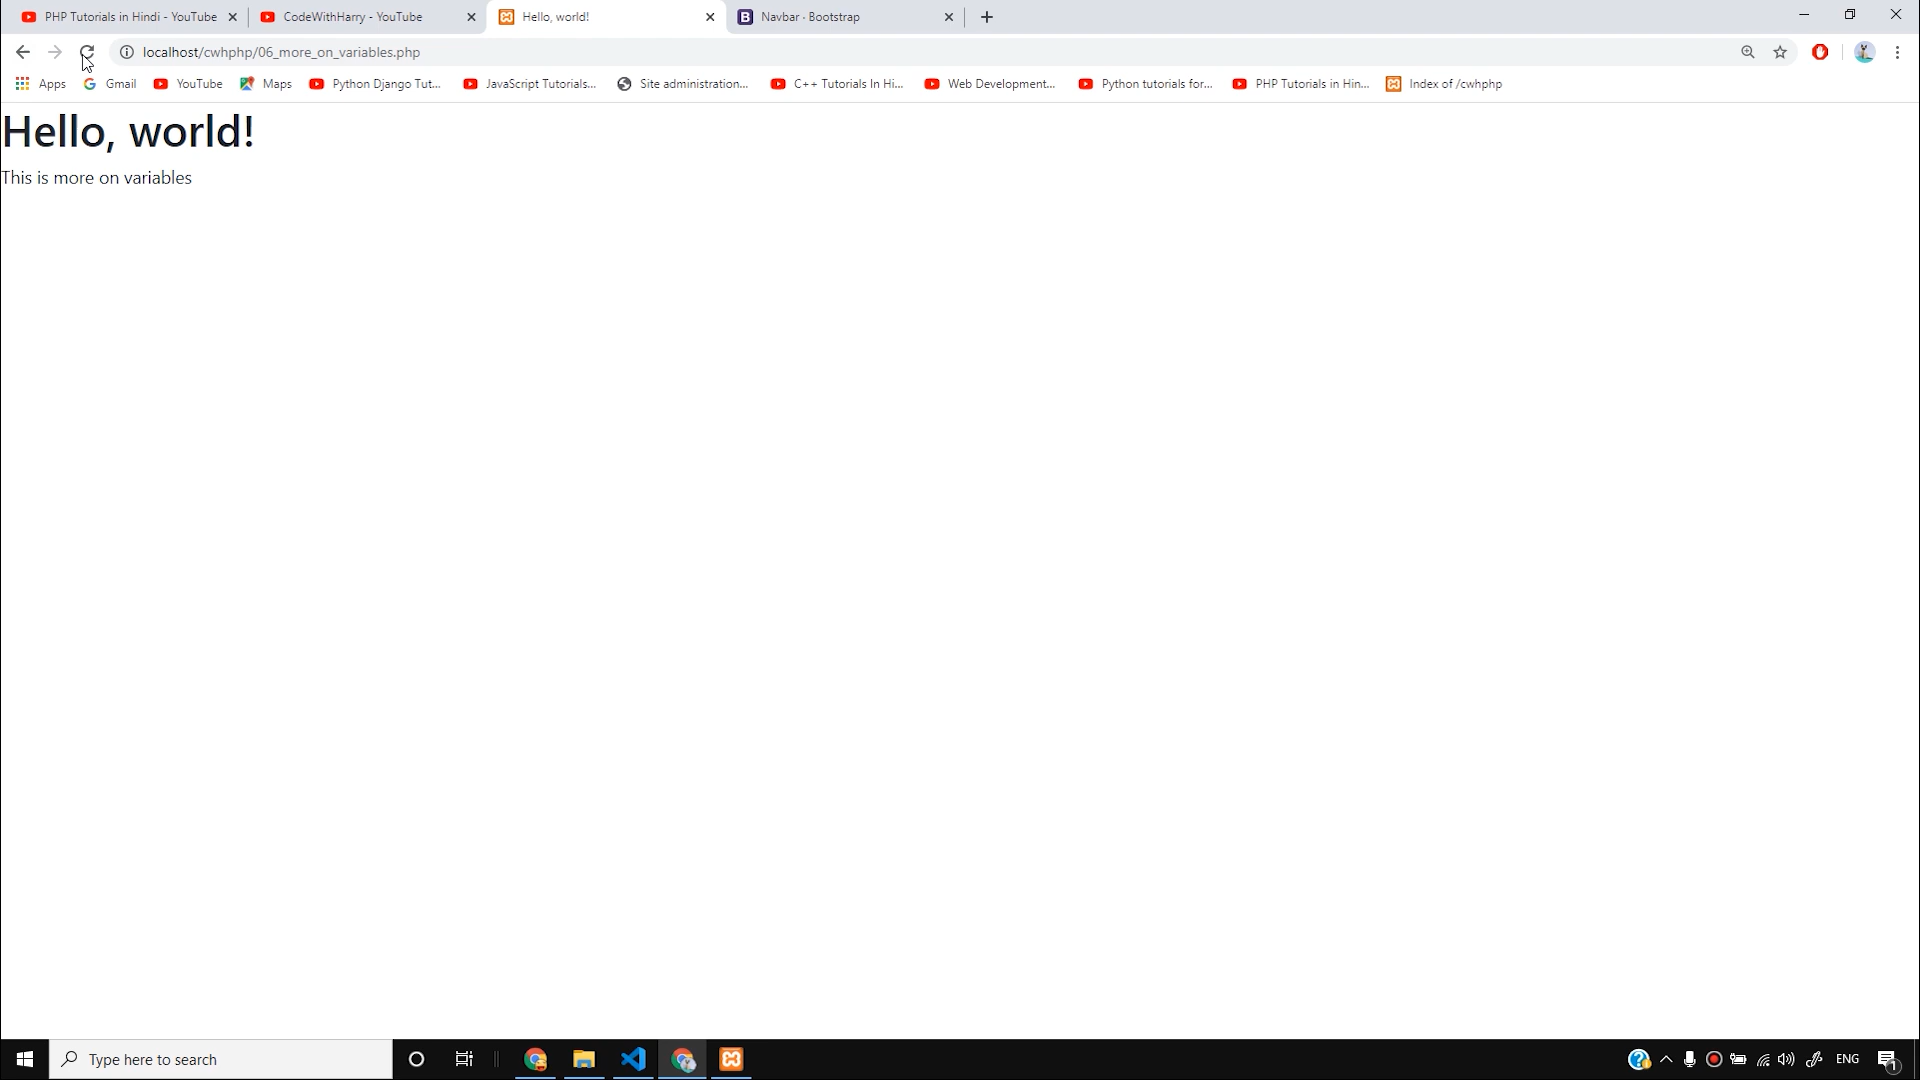 PHP Tutorials in Hindi - YouTube
CodeWithHarry - YouTube
Hello, world!
Navbar · Bootstrap
localhost/cwhphp/06_more_on_variables.php
Apps
Gmail
YouTube
Maps
Python Django Tut...
JavaScript Tutorials...
Site administration...
C++ Tutorials In Hi...
Web Development...
Python tutorials for...
PHP Tutorials in Hin...
Index of /cwhphp
Hello, world!
This is more on variables
Type here to search
ENG
1